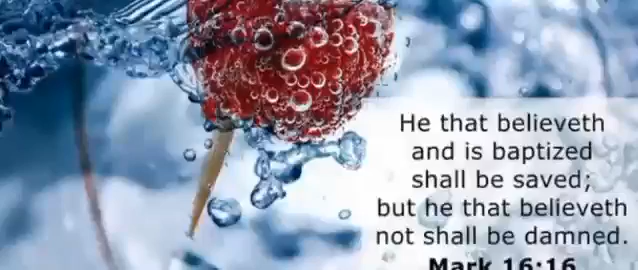 He that believeth
and is baptized
shall be saved;
but he that believeth
not shall be damned.
Mark 16:16